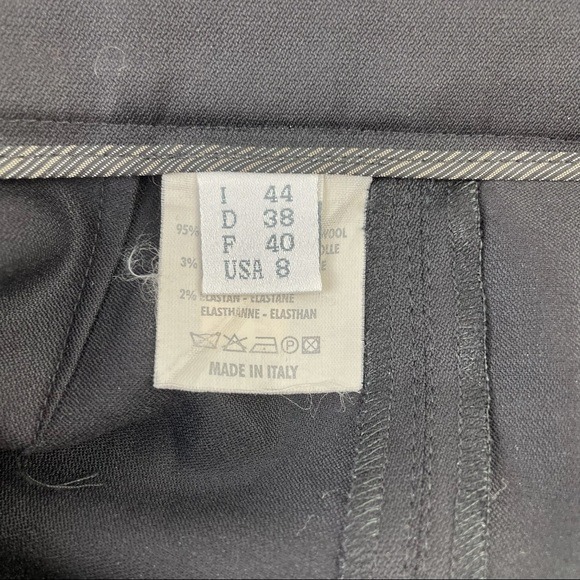 I 44
D 38
F 40
USA 8
95% WOOL
3%
2% ELASTAN - ELASTANE
ELASTHANNE - ELASTHAN
MADE IN ITALY